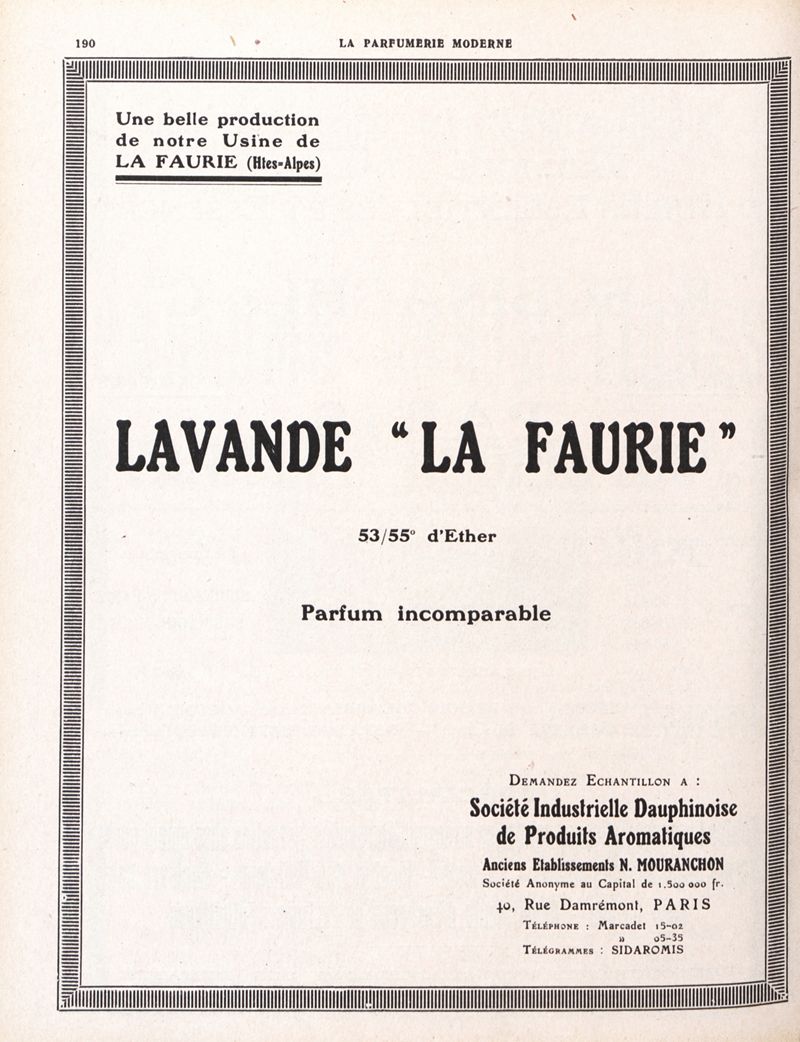 190
LA PARFUMERIE MODERNE
Une belle production
de notre Usine de
LA FAURIE (Htes-Alpes)
LAVANDE “LA FAURIE”
53/55° d'Ether
Parfum incomparable
DEMANDEZ ECHANTILLON A :
Société Industrielle Dauphinoise
de Produits Aromatiques
Anciens Etablissements N. MOURANCHON
Société Anonyme au Capital de 1.500 000 fr.
40, Rue Damrémont, PARIS
TÉLÉPHONE : Marcadet 15-02
» 05-35
TÉLÉGRAMMES : SIDAROMIS